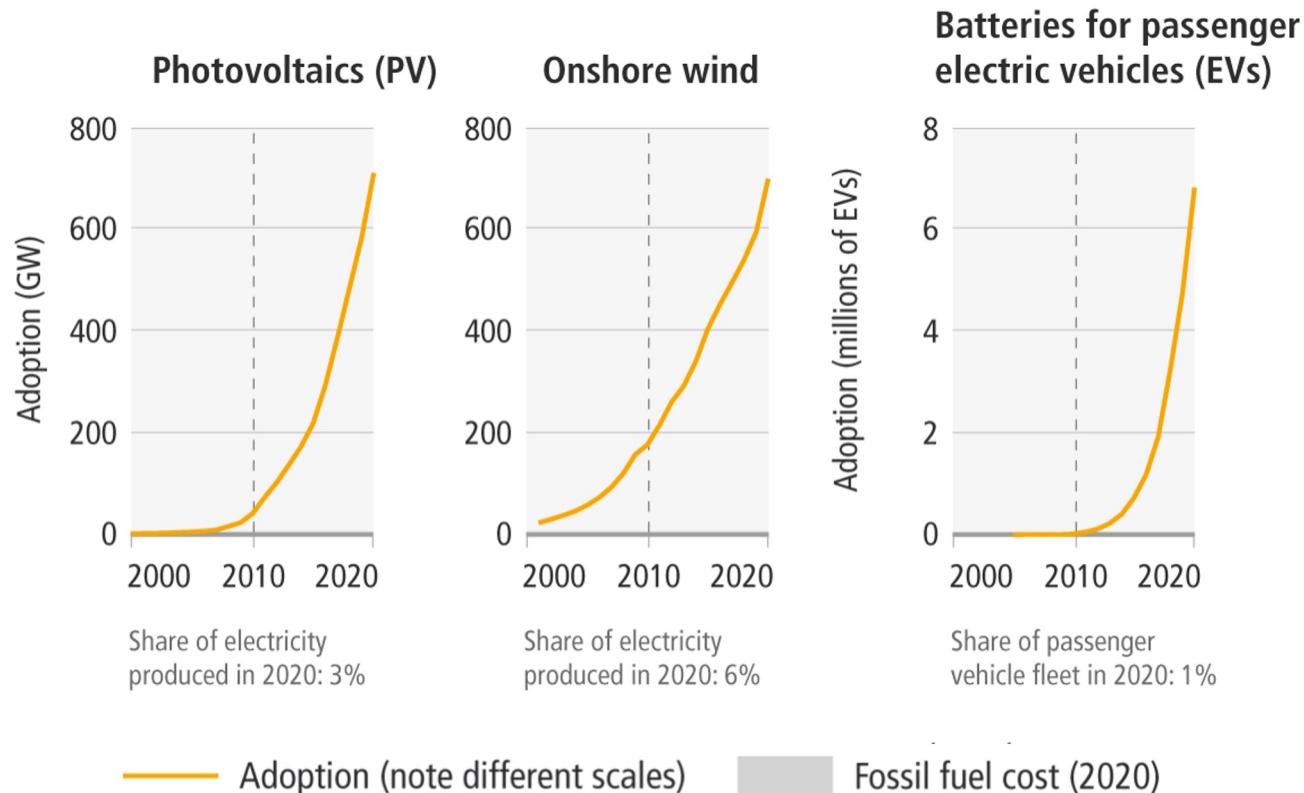 Photovoltaics (PV)
800
600
400
200
0
Adoption (GW)
2000 2010 2020
Share of electricity
produced in 2020: 3%
Onshore wind
800
600
400
200
0
2000 2010 2020
Share of electricity
produced in 2020: 6%
Batteries for passenger
electric vehicles (EVs)
8
6
4
2
0
Adoption (millions of EVs)
2000 2010 2020
Share of passenger
vehicle fleet in 2020: 1%
Adoption (note different scales)
Fossil fuel cost (2020)